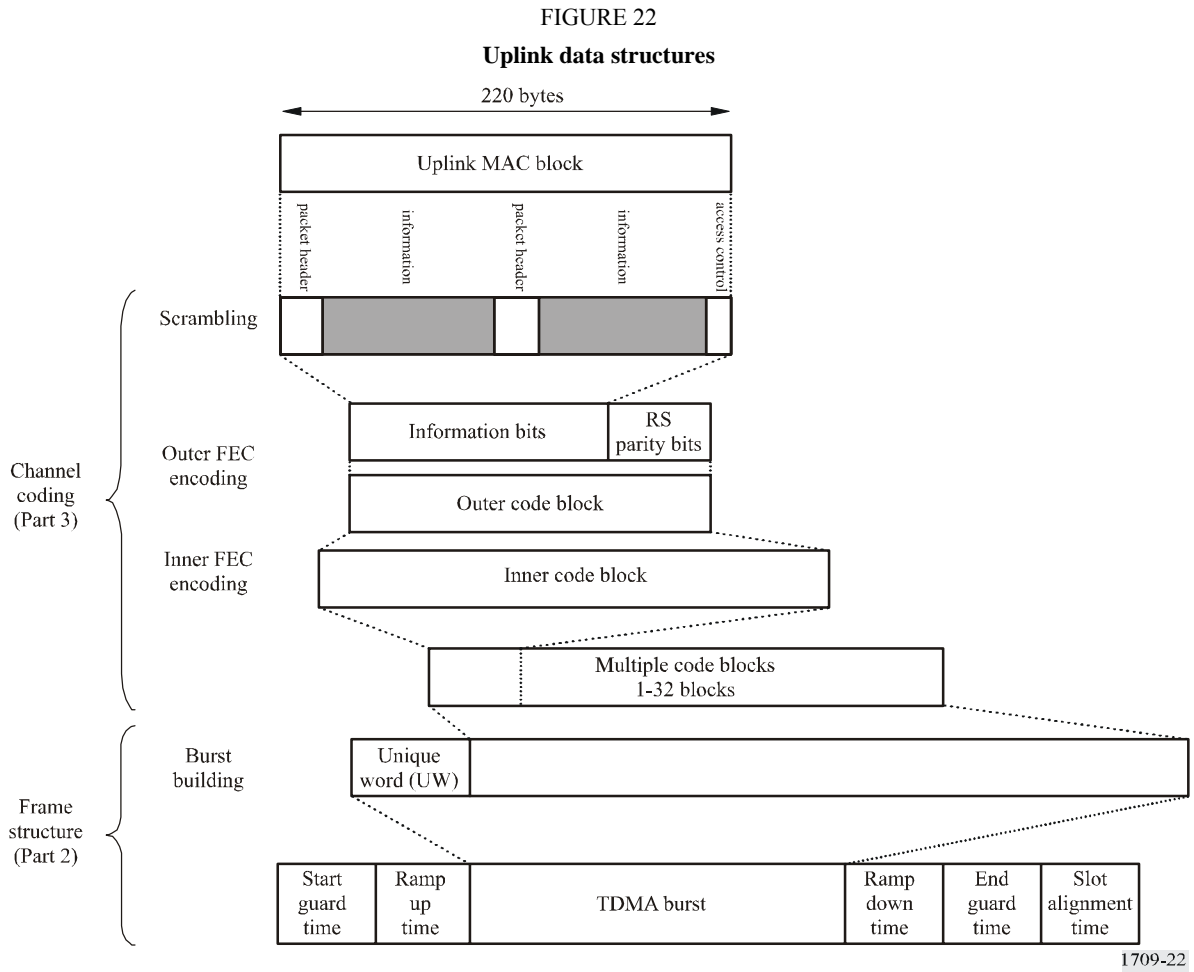 FIGURE 22
Uplink data structures
220 bytes
Uplink MAC block
packet header
information
packet header
information
access control
Scrambling
Information bits
RS
parity bits
Outer FEC
encoding
Channel
coding
(Part 3)
Outer code block
Inner FEC
encoding
Inner code block
Multiple code blocks
1-32 blocks
Burst
building
Unique
word (UW)
Frame
structure
(Part 2)
Start
guard
time
Ramp
up
time
TDMA burst
Ramp
down
time
End
guard
time
Slot
alignment
time
1709-22